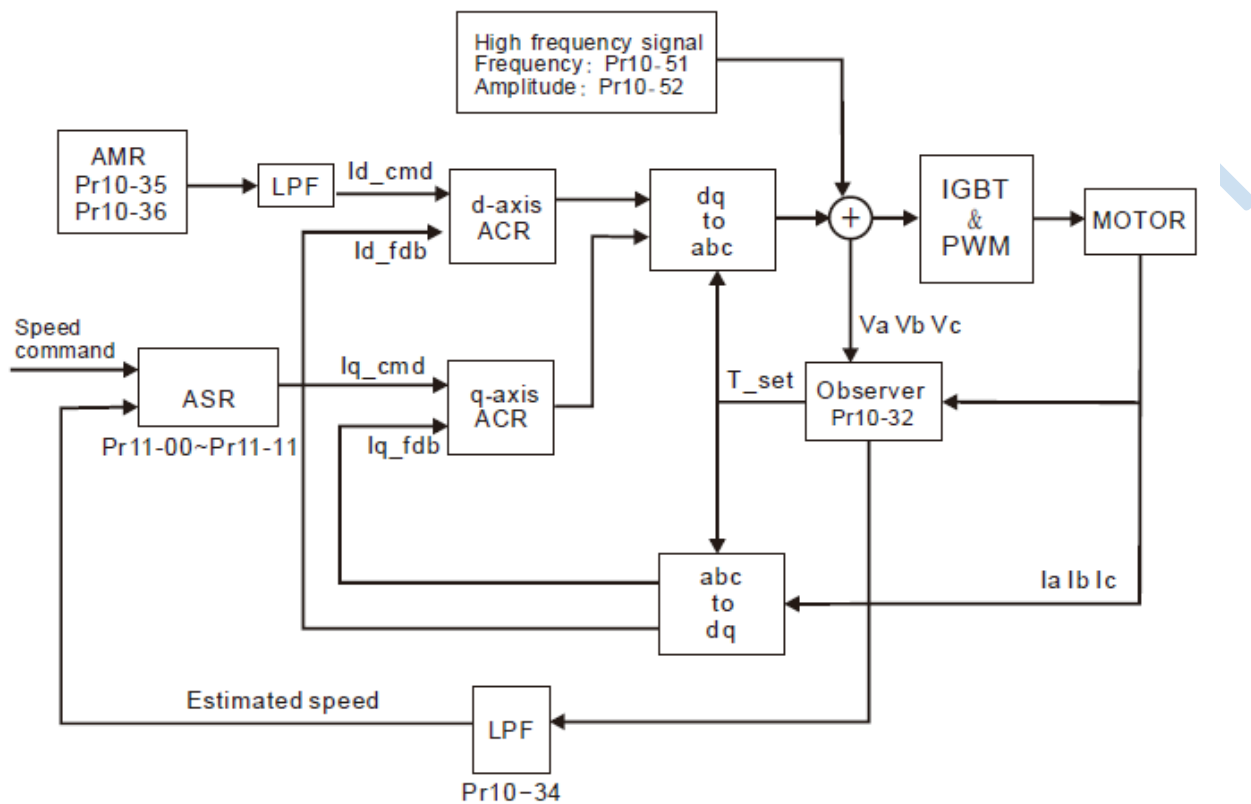 High frequency signal
Frequency: Pr10-51
Amplitude: Pr10-52
AMR
Pr10-35
Pr10-36
LPF
Id_cmd
d-axis
ACR
Id_fdb
dq
to
abc
+
IGBT
&
PWM
MOTOR
Va Vb Vc
Speed
command
ASR
Pr11-00~Pr11-11
Iq_cmd
q-axis
ACR
Iq_fdb
T_set
Observer
Pr10-32
abc
to
dq
Ia Ib Ic
Estimated speed
LPF
Pr10-34